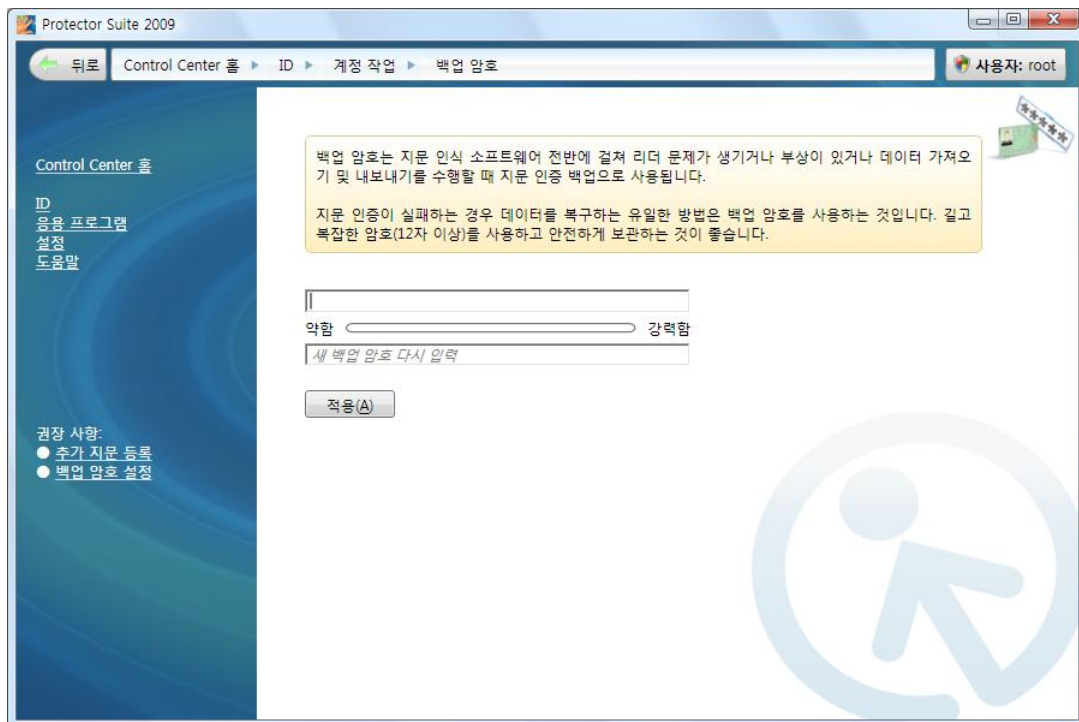 Protector Suite 2009
뒤로
Control Center 홈 ▶ ID ▶ 계정 작업 ▶ 백업 암호
사용자: root
Control Center 홈
ID
응용 프로그램
설정
도움말
권장 사항:
● 추가 지문 등록
● 백업 암호 설정
*****
백업 암호는 지문 인식 소프트웨어 전반에 걸쳐 리더 문제가 생기거나 부상이 있거나 데이터 가져오
기 및 내보내기를 수행할 때 지문 인증 백업으로 사용됩니다.
지문 인증이 실패하는 경우 데이터를 복구하는 유일한 방법은 백업 암호를 사용하는 것입니다. 길고
복잡한 암호(12자 이상)를 사용하고 안전하게 보관하는 것이 좋습니다.
약함 강력함
새 백업 암호 다시 입력
적용(A)